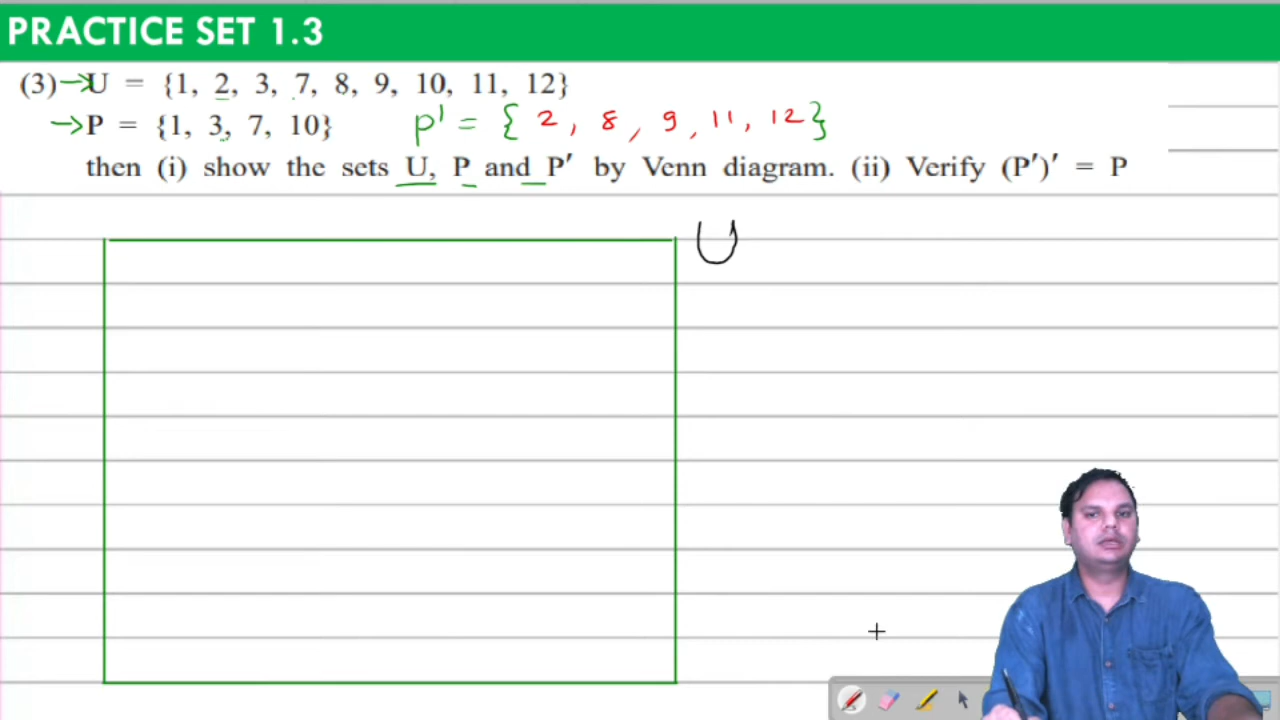 PRACTICE SET 1.3
(3) → U = {1, 2, 3, 7, 8, 9, 10, 11, 12}
→ P = {1, 3, 7, 10} P' = { 2, 8, 9, 11, 12 }
then (i) show the sets U, P and P′ by Venn diagram. (ii) Verify (P′)′ = P
U